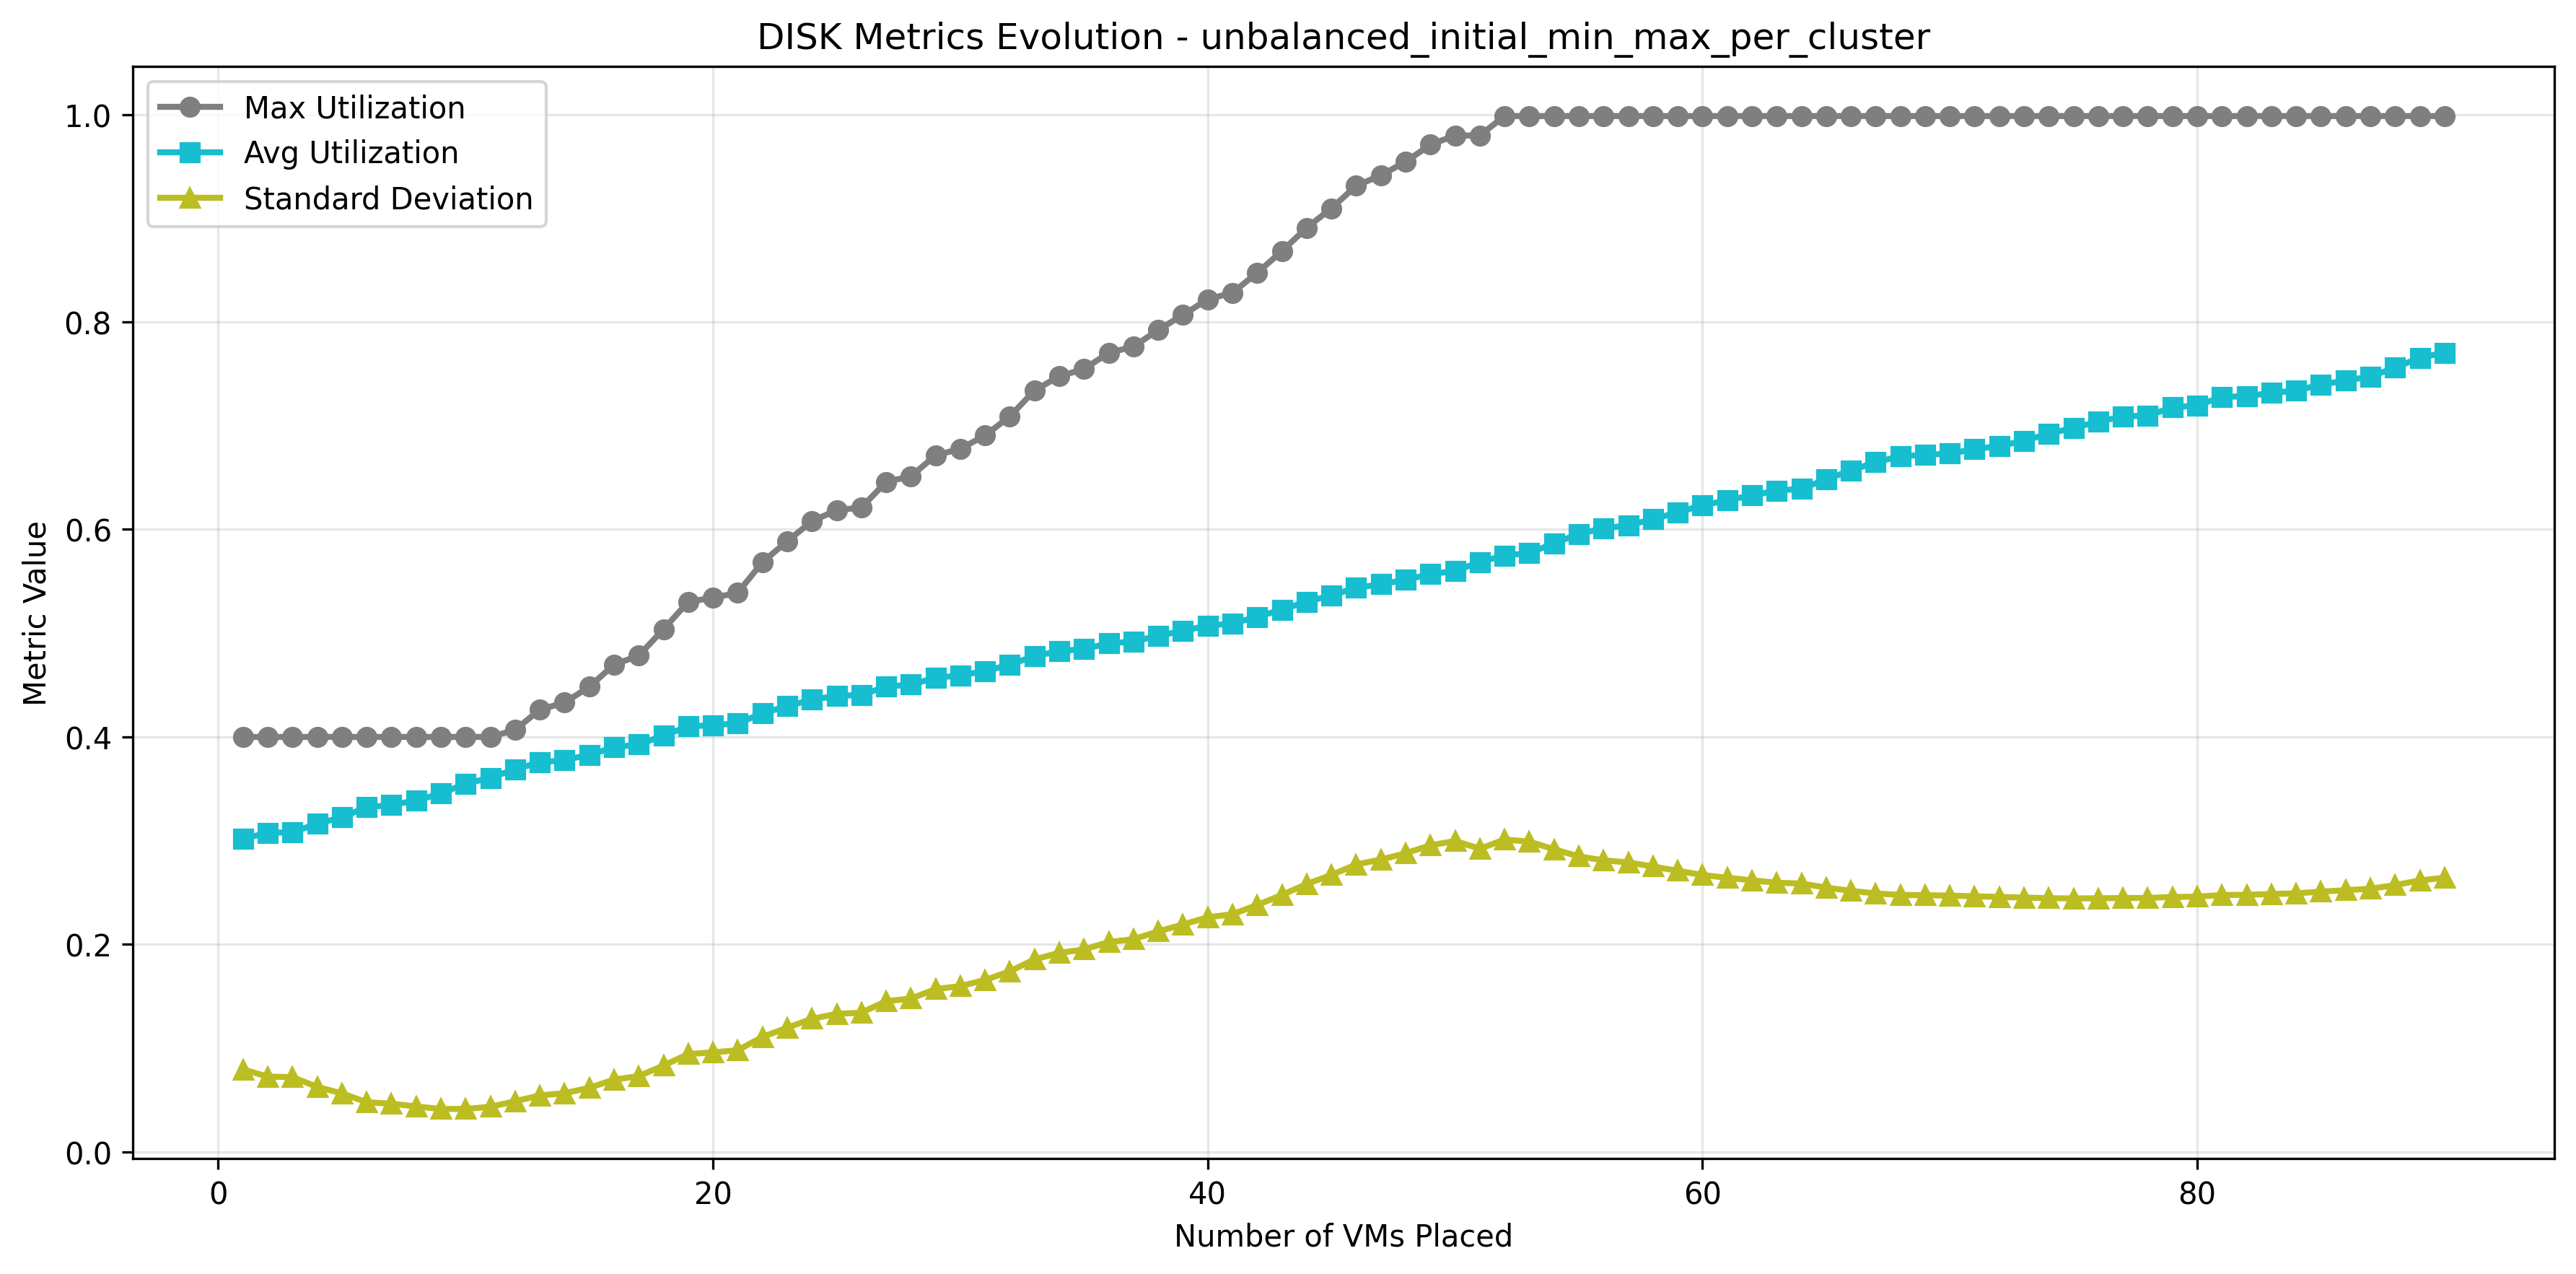 DISK Metrics Evolution - unbalanced_initial_min_max_per_cluster
Max Utilization
Avg Utilization
Standard Deviation
1.0
0.8
0.6
0.4
0.2
0.0
Metric Value
0 20 40 60 80
Number of VMs Placed